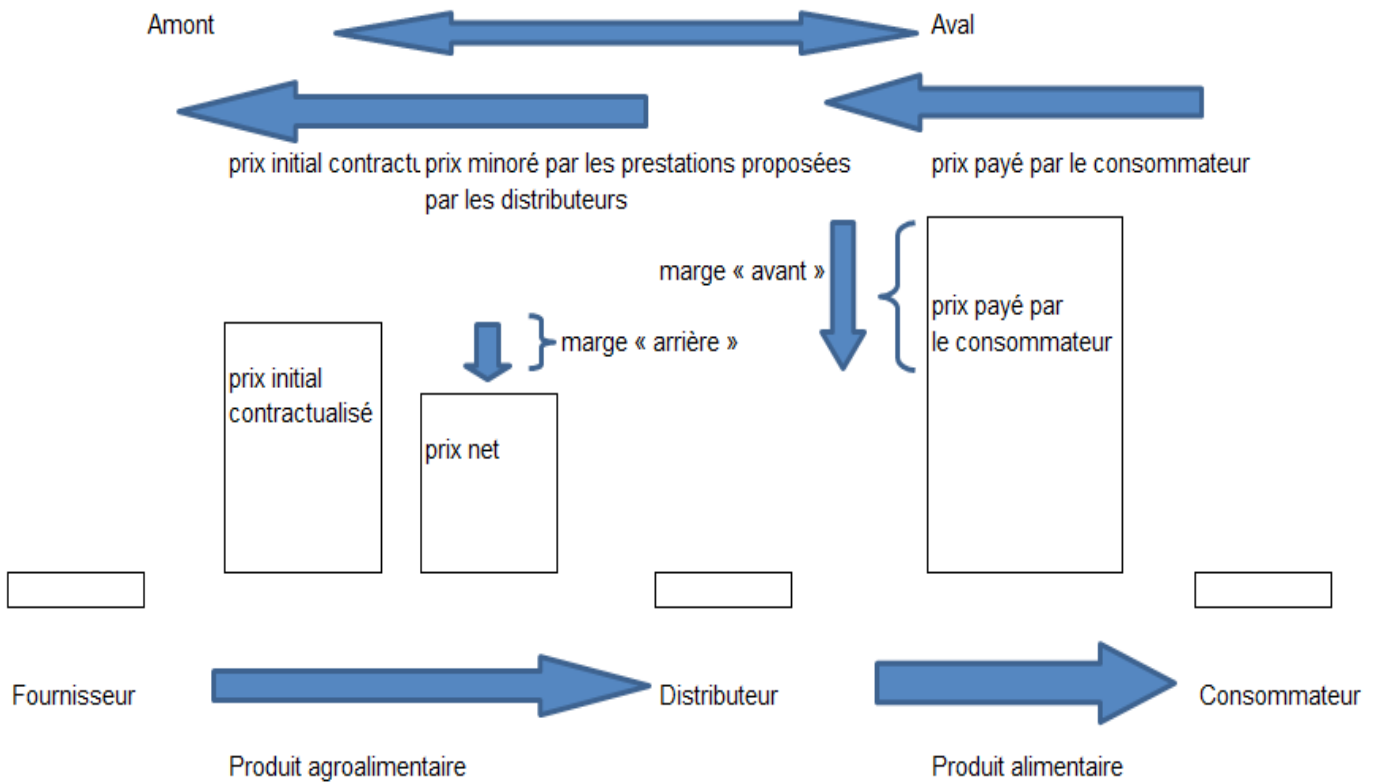 Amont
Aval
prix initial contractu
prix minoré par les prestations proposées
par les distributeurs
prix payé par le consommateur
marge « avant »
prix payé par
le consommateur
marge « arrière »
prix initial
contractualisé
prix net
Fournisseur
Distributeur
Consommateur
Produit agroalimentaire
Produit alimentaire